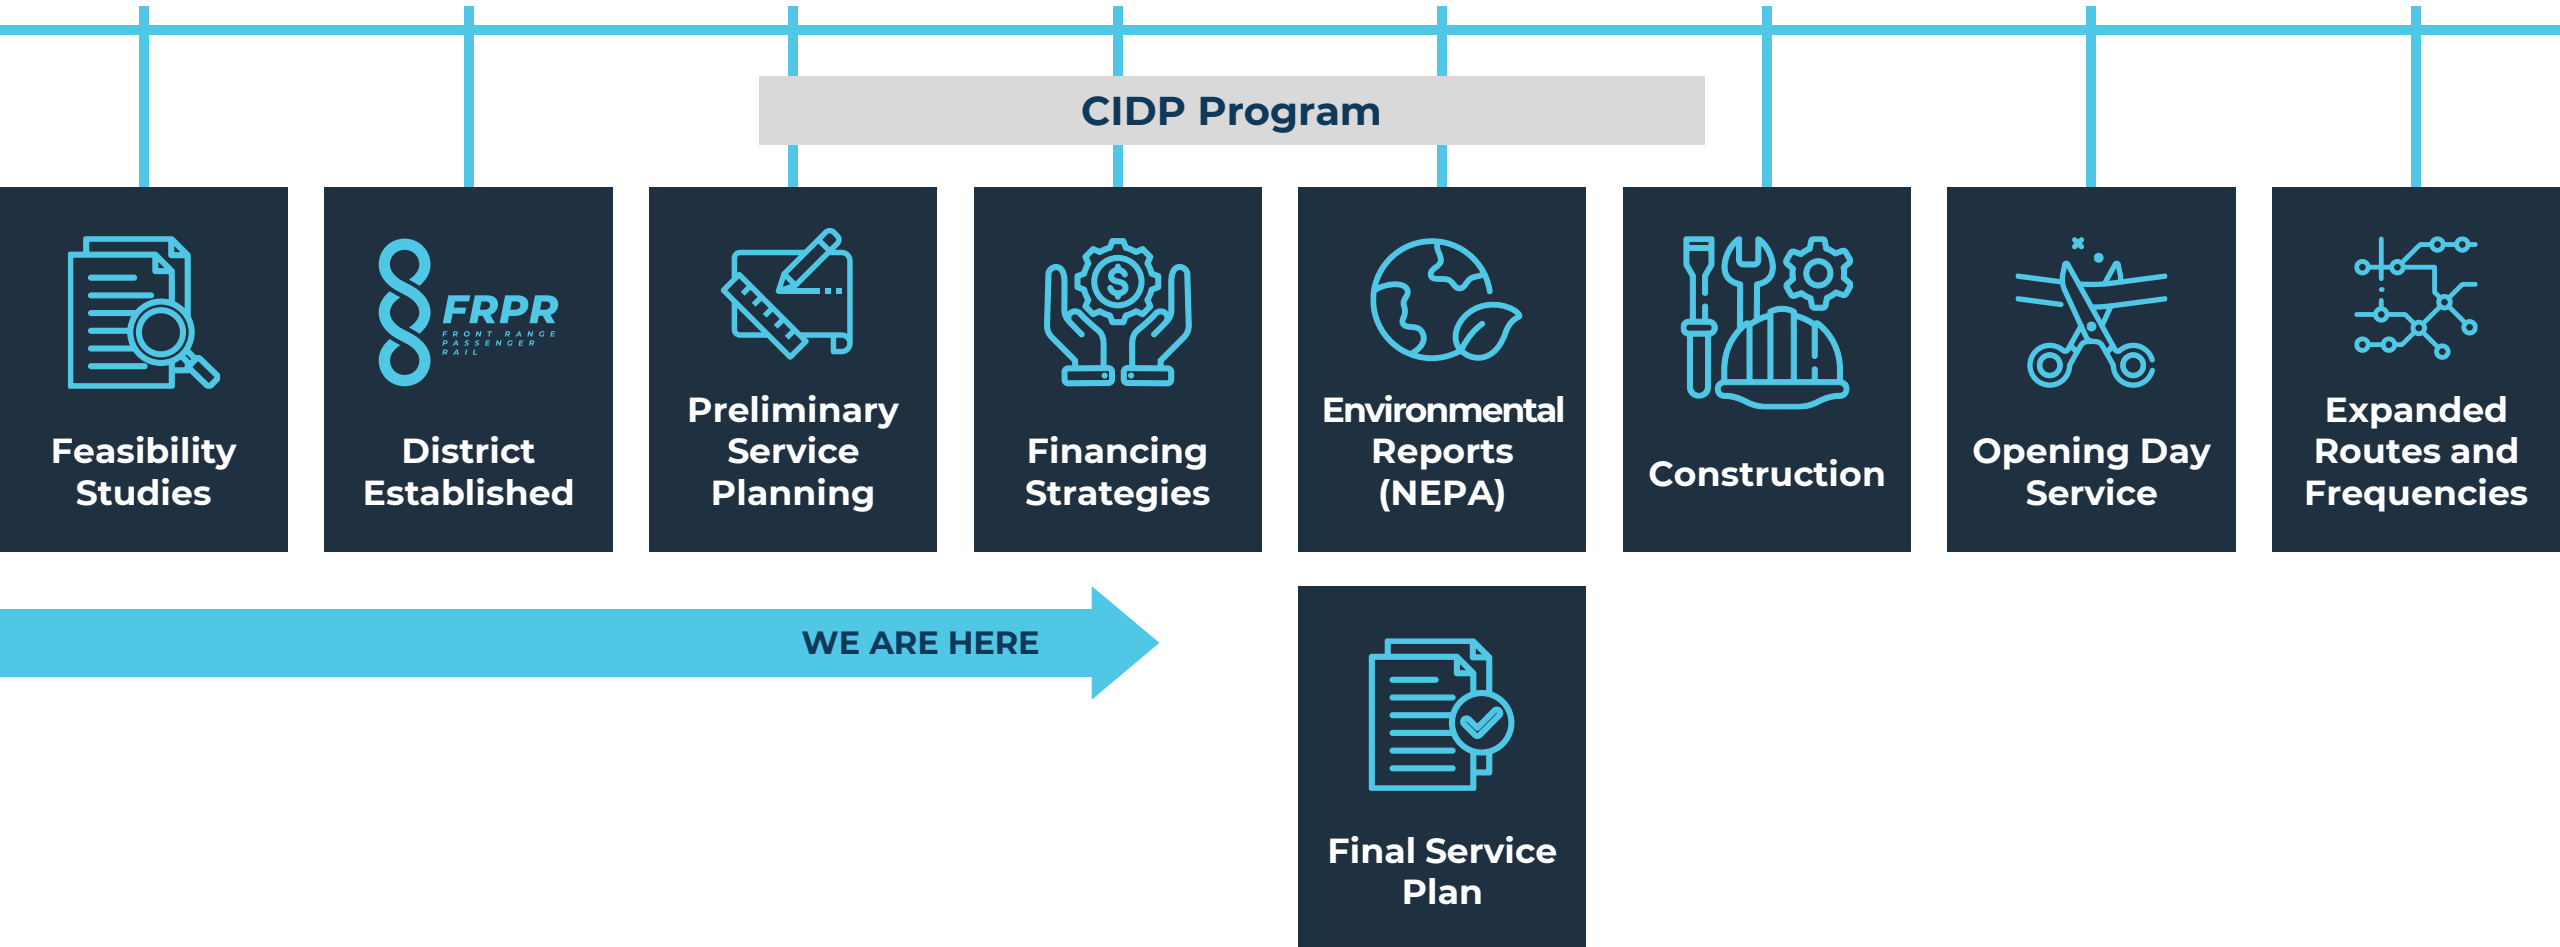 CIDP Program
Feasibility
Studies
FRPR
FRONT RANGE
PASSENGER
RAIL
District
Established
Preliminary
Service
Planning
$
Financing
Strategies
Environmental
Reports
(NEPA)
Construction
Opening Day
Service
Expanded
Routes and
Frequencies
WE ARE HERE
Final Service
Plan